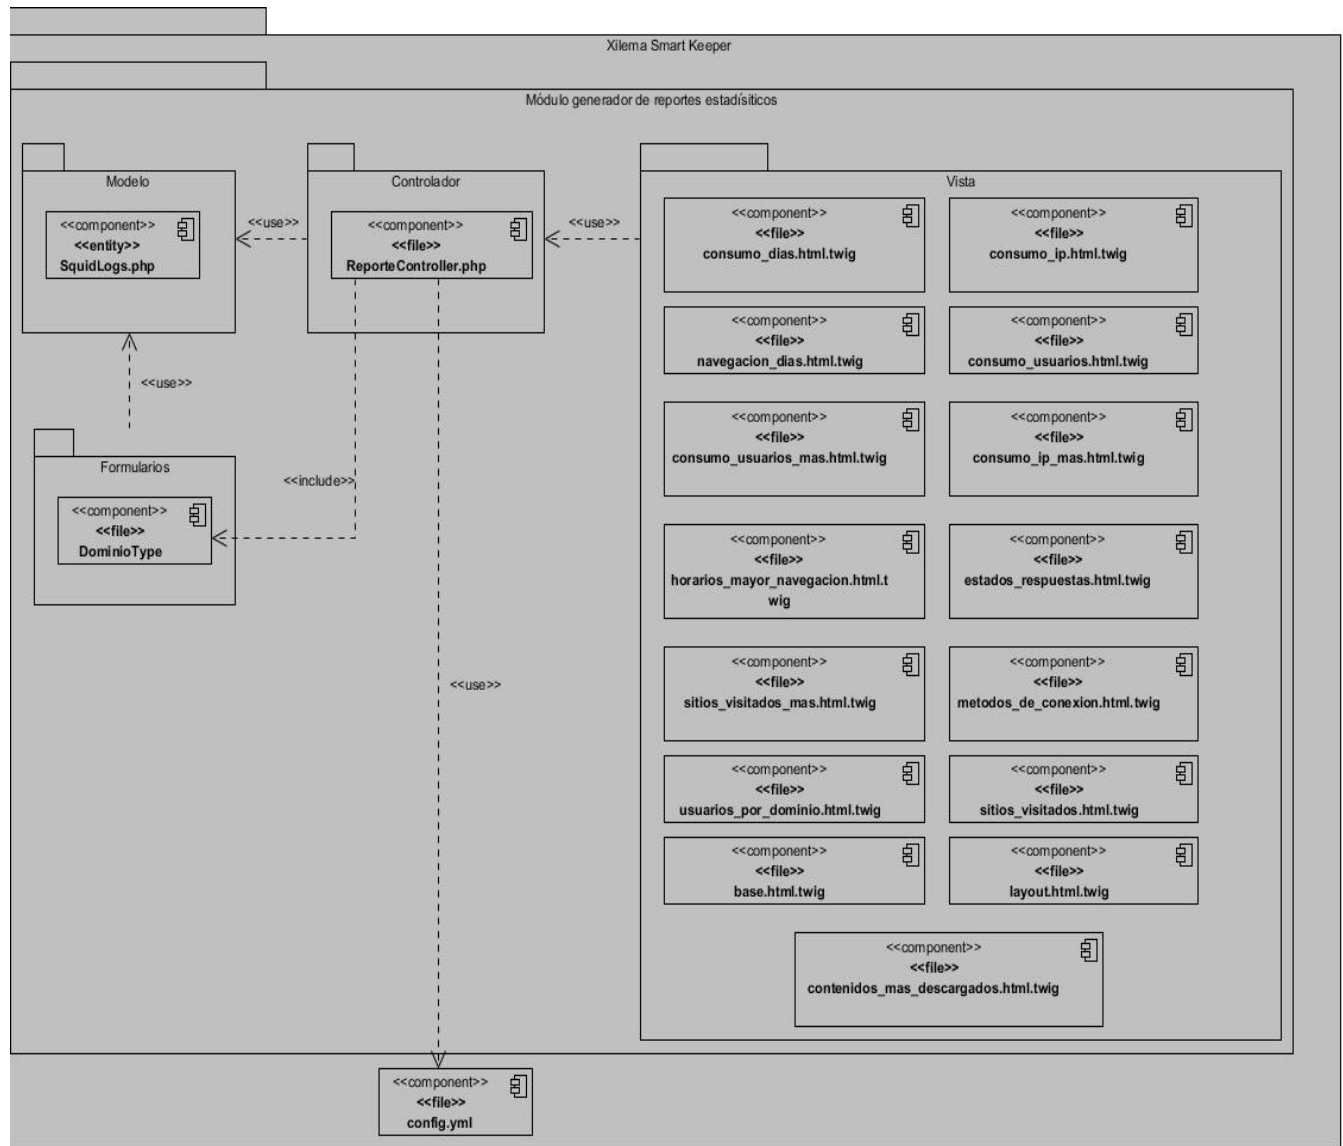 Xilema Smart Keeper
Módulo generador de reportes estadísiticos
Modelo
<<component>>
<<entity>>
SquidLogs.php
<<use>>
Controlador
<<component>>
<<file>>
ReporteController.php
<<use>>
<<use>>
Formularios
<<component>>
<<file>>
DominioType
<<include>>
<<use>>
Vista
<<component>>
<<file>>
consumo_dias.html.twig
<<component>>
<<file>>
consumo_ip.html.twig
<<component>>
<<file>>
navegacion_dias.html.twig
<<component>>
<<file>>
consumo_usuarios.html.twig
<<component>>
<<file>>
consumo_usuarios_mas.html.twig
<<component>>
<<file>>
consumo_ip_mas.html.twig
<<component>>
<<file>>
horarios_mayor_navegacion.html.t
wig
<<component>>
<<file>>
estados_respuestas.html.twig
<<component>>
<<file>>
sitios_visitados_mas.html.twig
<<component>>
<<file>>
metodos_de_conexion.html.twig
<<component>>
<<file>>
usuarios_por_dominio.html.twig
<<component>>
<<file>>
sitios_visitados.html.twig
<<component>>
<<file>>
base.html.twig
<<component>>
<<file>>
layout.html.twig
<<component>>
<<file>>
contenidos_mas_descargados.html.twig
<<component>>
<<file>>
config.yml